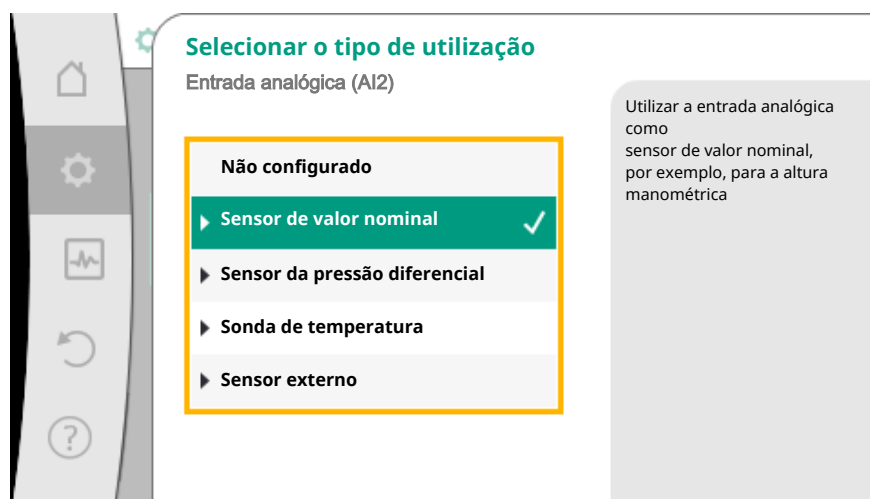 Selecionar o tipo de utilização
Entrada analógica (AI2)
Não configurado
Sensor de valor nominal
Sensor da pressão diferencial
Sonda de temperatura
Sensor externo
Utilizar a entrada analógica
como
sensor de valor nominal,
por exemplo, para a altura
manométrica